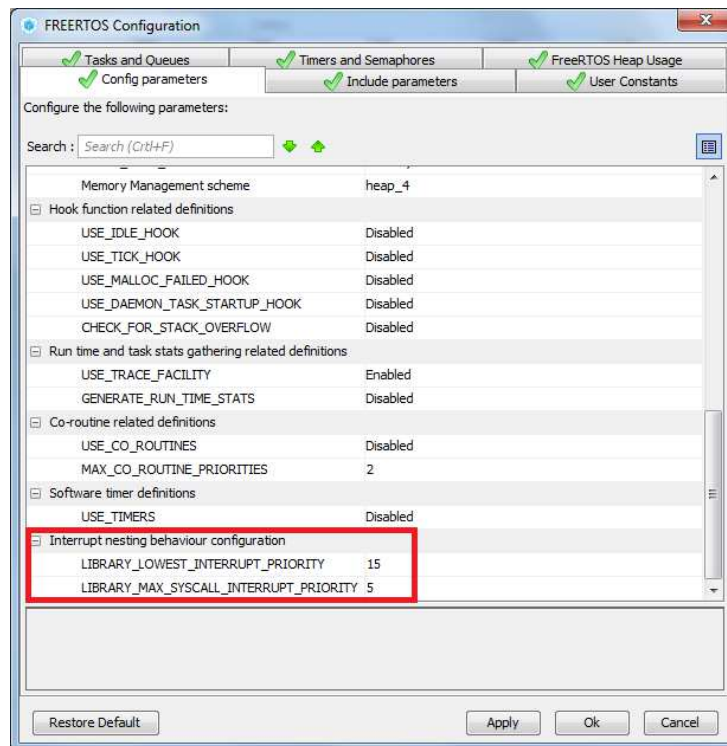 FREERTOS Configuration
Tasks and Queues Timers and Semaphores FreeRTOS Heap Usage
Config parameters Include parameters User Constants
Configure the following parameters:
Search : Search (Crtl+F)
Memory Management scheme heap_4
Hook function related definitions
USE_IDLE_HOOK Disabled
USE_TICK_HOOK Disabled
USE_MALLOC_FAILED_HOOK Disabled
USE_DAEMON_TASK_STARTUP_HOOK Disabled
CHECK_FOR_STACK_OVERFLOW Disabled
Run time and task stats gathering related definitions
USE_TRACE_FACILITY Enabled
GENERATE_RUN_TIME_STATS Disabled
Co-routine related definitions
USE_CO_ROUTINES Disabled
MAX_CO_ROUTINE_PRIORITIES 2
Software timer definitions
USE_TIMERS Disabled
Interrupt nesting behaviour configuration
LIBRARY_LOWEST_INTERRUPT_PRIORITY 15
LIBRARY_MAX_SYSCALL_INTERRUPT_PRIORITY 5
Restore Default Apply Ok Cancel